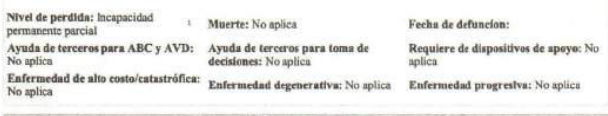 Nivel de perdida: Incapacidad permanente parcial
Muerte: No aplica
Fecha de defuncion:
Ayuda de terceros para ABC y AVD: No aplica
Ayuda de terceros para toma de decisiones: No aplica
Requiere de dispositivos de apoyo: No aplica
Enfermedad de alto costo/catastrófica: No aplica
Enfermedad degenerativa: No aplica
Enfermedad progresiva: No aplica